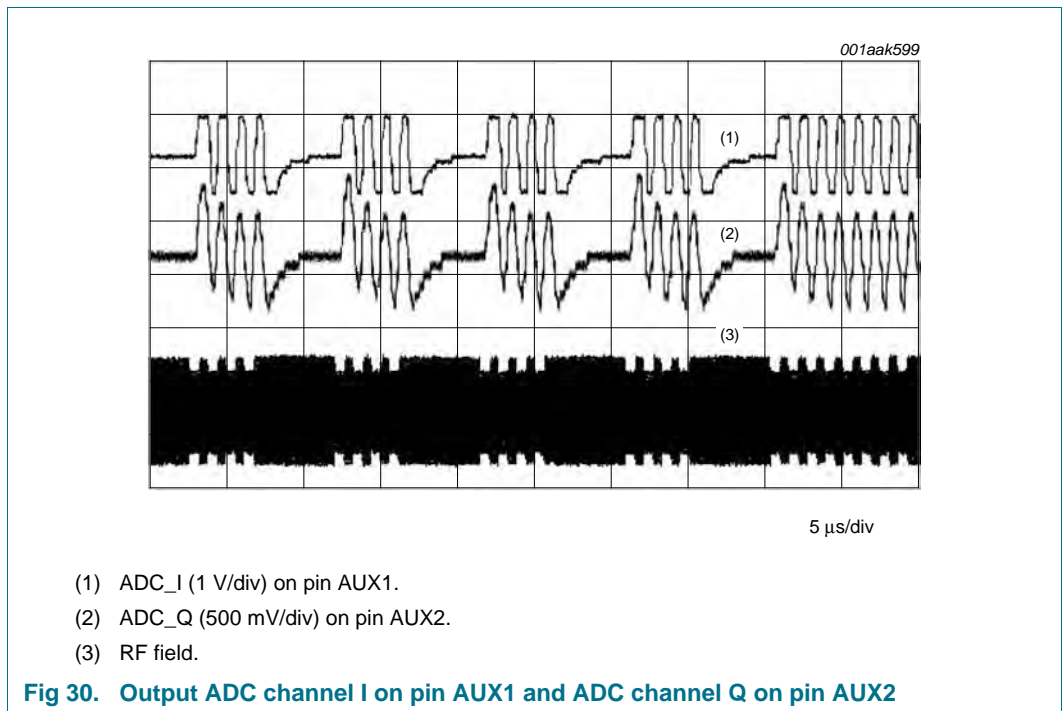 001aak599
(1)
(2)
(3)
5 μs/div
(1) ADC_I (1 V/div) on pin AUX1.
(2) ADC_Q (500 mV/div) on pin AUX2.
(3) RF field.
Fig 30. Output ADC channel I on pin AUX1 and ADC channel Q on pin AUX2